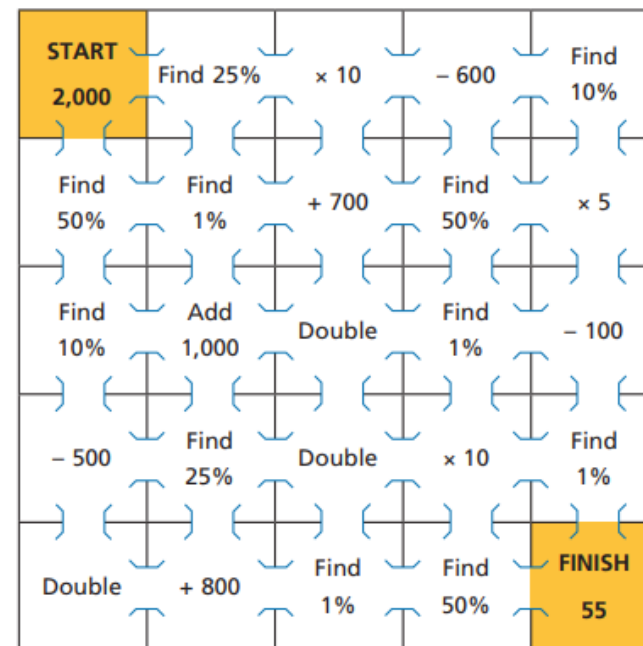 START
2,000
Find 25%
× 10
– 600
Find
10%
Find
50%
Find
1%
+ 700
Find
50%
× 5
Find
10%
Add
1,000
Double
Find
1%
– 100
– 500
Find
25%
Double
× 10
Find
1%
Double
+ 800
Find
1%
Find
50%
FINISH
55